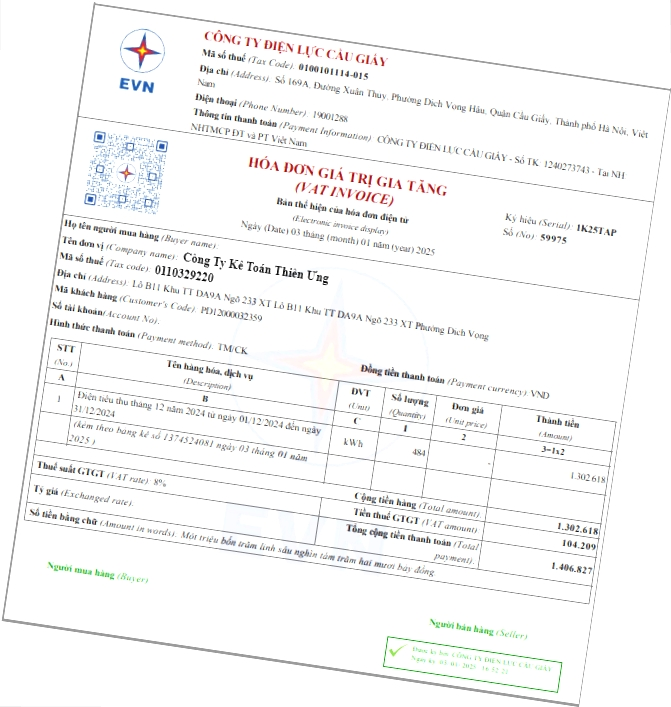 EVN
CÔNG TY ĐIỆN LỰC CẦU GIẤY
Mã số thuế (Tax Code): 0100101114-015
Địa chỉ (Address): Số 169A, Đường Xuân Thuỷ, Phường Dịch Vọng Hậu, Quận Cầu Giấy, Thành phố Hà Nội, Việt
Nam
Điện thoại (Phone Number): 19001288
Thông tin thanh toán (Payment Information): CÔNG TY ĐIỆN LỰC CẦU GIẤY - Số TK: 1240273743 - Tại NH
NHTMCP ĐT và PT Việt Nam
HÓA ĐƠN GIÁ TRỊ GIA TĂNG
(VAT INVOICE)
Bản thể hiện của hóa đơn điện tử
(Electronic invoice display)
Ngày (Date) 03 tháng (month) 01 năm (year) 2025
Ký hiệu (Serial): 1K25TAP
Số (No): 59975
Họ tên người mua hàng (Buyer name):
Tên đơn vị (Company name): Công Ty Kế Toán Thiên Ưng
Mã số thuế (Tax code): 0110329220
Địa chỉ (Address): Lô B11 Khu TT DA9A Ngõ 233 XT Lô B11 Khu TT DA9A Ngõ 233 XT Phường Dịch Vọng
Mã khách hàng (Customer's Code): PD12000032359
Số tài khoản(Account No):
Hình thức thanh toán (Payment method): TM/CK
Đồng tiền thanh toán (Payment currency): VND
STT (No.) Tên hàng hóa, dịch vụ (Description) ĐVT (Unit) Số lượng (Quantity) Đơn giá (Unit price) Thành tiền (Amount)
A B C 1 2 3=1x2
1 Điện tiêu thụ tháng 12 năm 2024 từ ngày 01/12/2024 đến ngày
31/12/2024 kWh 484 - 1.302.618
(kèm theo bảng kê số 1374524081 ngày 03 tháng 01 năm
2025 )
Cộng tiền hàng (Total amount): 1.302.618
Thuế suất GTGT (VAT rate): 8% Tiền thuế GTGT (VAT amount): 104.209
Tỷ giá (Exchanged rate): Tổng cộng tiền thanh toán (Total
payment): 1.406.827
Số tiền bằng chữ (Amount in words): Một triệu bốn trăm linh sáu nghìn tám trăm hai mươi bảy đồng.
Người mua hàng (Buyer)
Người bán hàng (Seller)
Được ký bởi: CÔNG TY ĐIỆN LỰC CẦU GIẤY
EVN